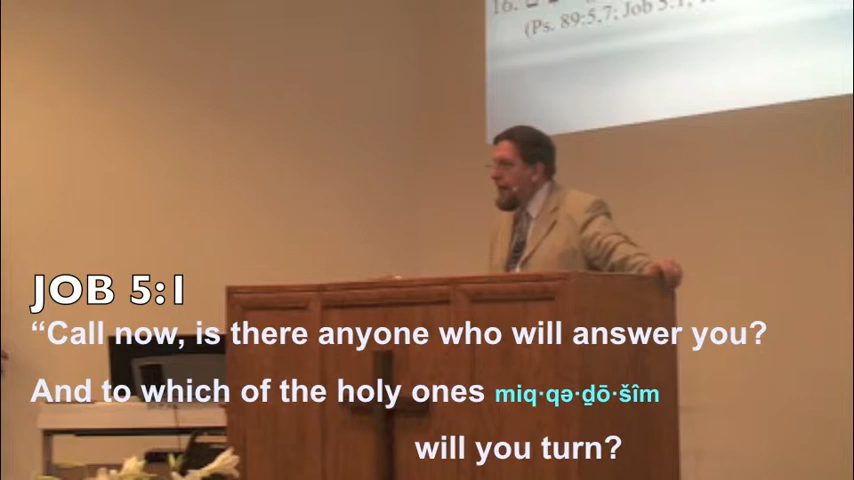 16.
(Ps. 89:5,7; Job 5:1,
JOB 5:1
“Call now, is there anyone who will answer you?
And to which of the holy ones miq·qə·ḏō·šîm
will you turn?